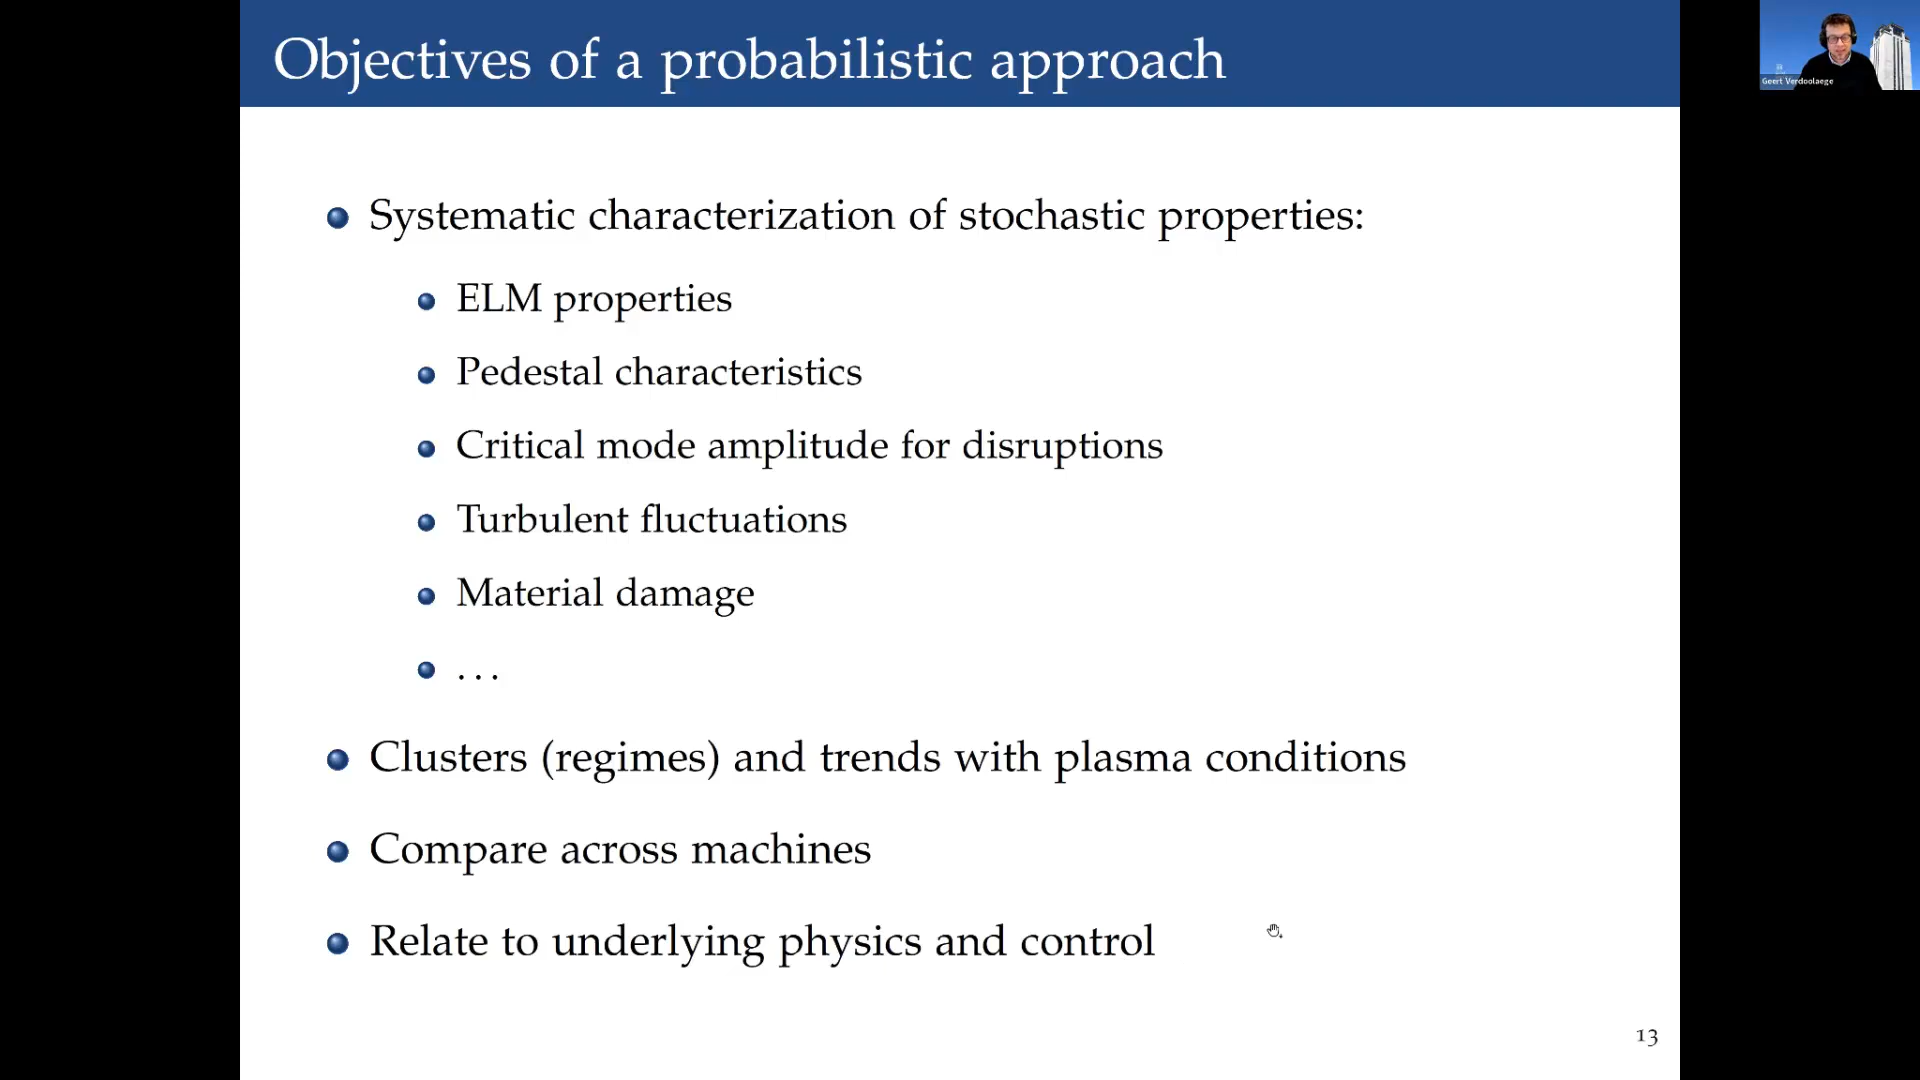 Objectives of a probabilistic approach
Geert Verdoolaege
Systematic characterization of stochastic properties:
ELM properties
Pedestal characteristics
Critical mode amplitude for disruptions
Turbulent fluctuations
Material damage
...
Clusters (regimes) and trends with plasma conditions
Compare across machines
Relate to underlying physics and control
13